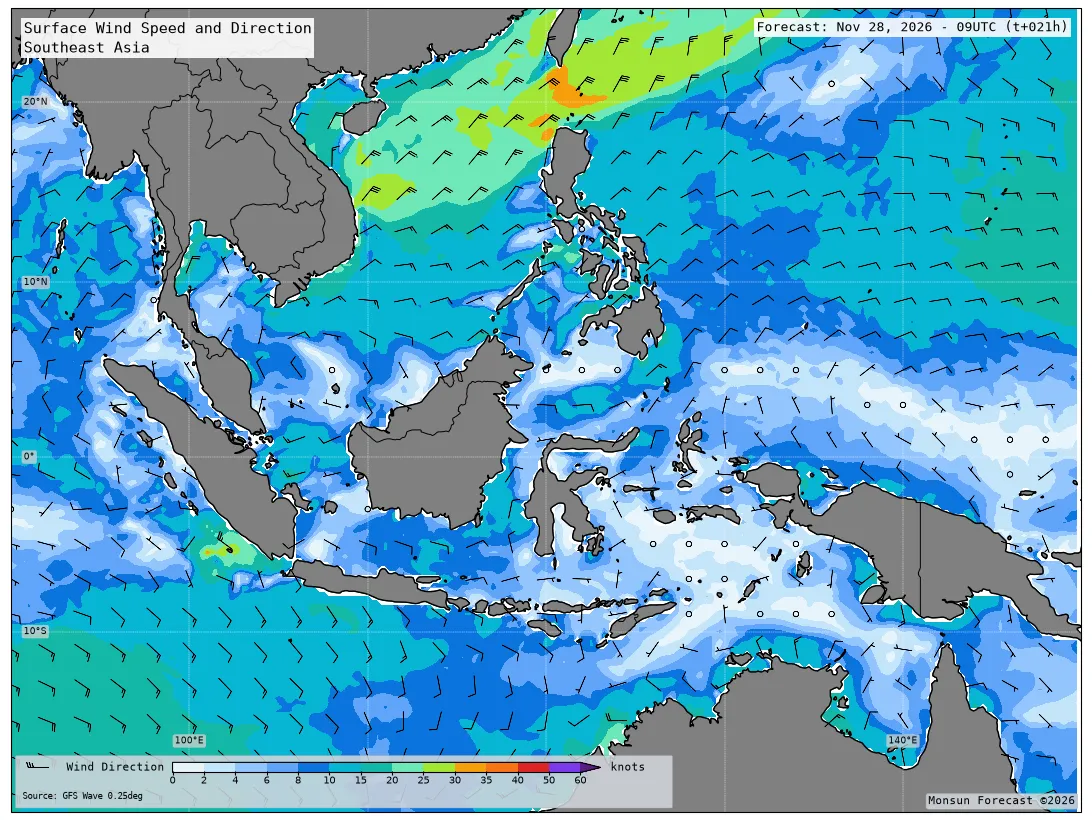 Surface Wind Speed and Direction
Southeast Asia
Forecast: Nov 28, 2026 - 09UTC (t+021h)
20°N
10°N
0°
10°S
100°E
140°E
Wind Direction
0 2 4 6 8 10 15 20 25 30 35 40 50 60
knots
Source: GFS Wave 0.25deg
Monsun Forecast ©2026